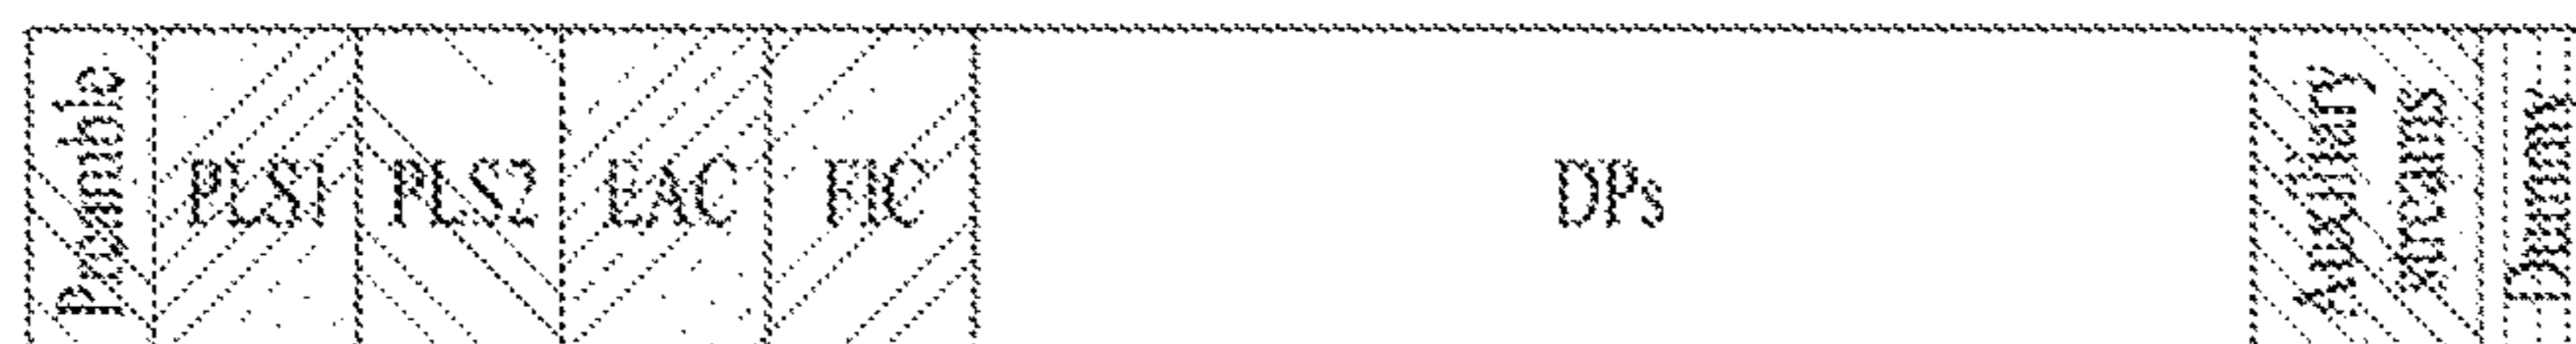 Preamble
PLS1
PLS2
EAC
FIC
DPs
Auxiliary
streams
Dummy